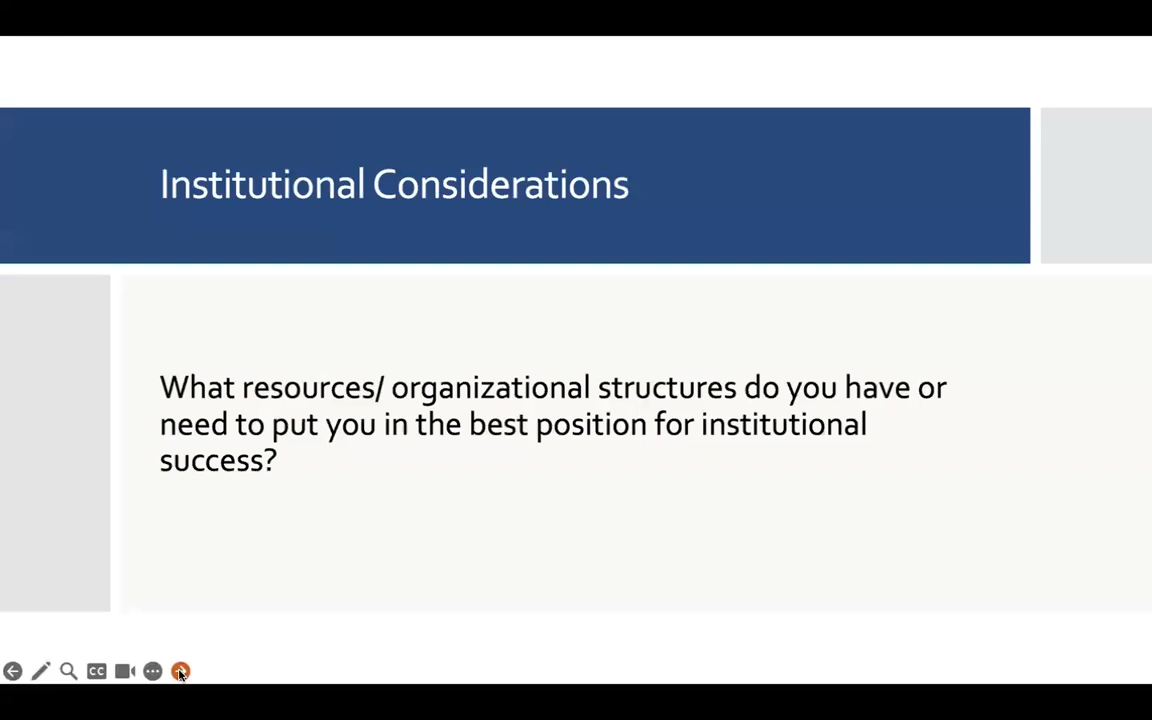 Institutional Considerations
What resources/ organizational structures do you have or
need to put you in the best position for institutional
success?
CC